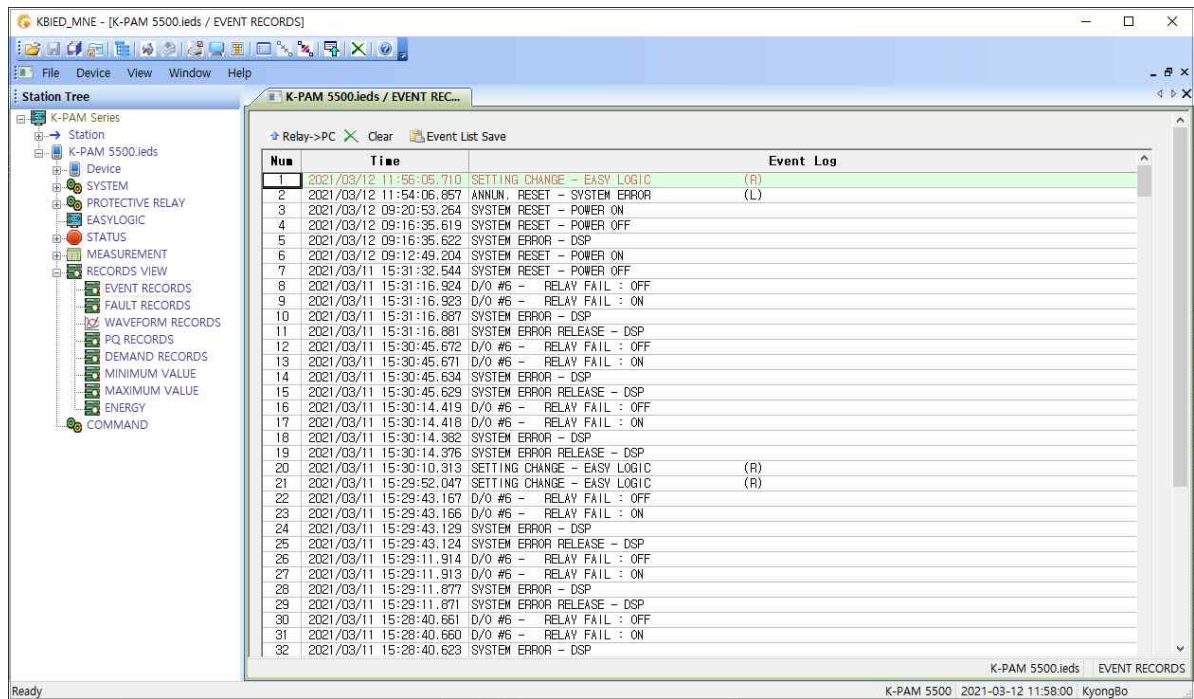 KBIED_MNE - [K-PAM 5500.ieds / EVENT RECORDS]
File Device View Window Help
Station Tree
K-PAM 5500.ieds / EVENT REC...
K-PAM Series
Station
K-PAM 5500.ieds
Device
SYSTEM
PROTECTIVE RELAY
EASYLOGIC
STATUS
MEASUREMENT
RECORDS VIEW
EVENT RECORDS
FAULT RECORDS
WAVEFORM RECORDS
PQ RECORDS
DEMAND RECORDS
MINIMUM VALUE
MAXIMUM VALUE
ENERGY
COMMAND
Relay->PC Clear Event List Save
Num Time Event Log
1 2021/03/12 11:56:05.710 SETTING CHANGE - EASY LOGIC (R)
2 2021/03/12 11:54:06.857 ANNUN. RESET - SYSTEM ERROR (L)
3 2021/03/12 09:20:53.264 SYSTEM RESET - POWER ON
4 2021/03/12 09:16:35.619 SYSTEM RESET - POWER OFF
5 2021/03/12 09:16:35.622 SYSTEM ERROR - DSP
6 2021/03/12 09:12:49.204 SYSTEM RESET - POWER ON
7 2021/03/11 15:31:32.544 SYSTEM RESET - POWER OFF
8 2021/03/11 15:31:16.924 D/O #6 - RELAY FAIL : OFF
9 2021/03/11 15:31:16.923 D/O #6 - RELAY FAIL : ON
10 2021/03/11 15:31:16.887 SYSTEM ERROR - DSP
11 2021/03/11 15:31:16.881 SYSTEM ERROR RELEASE - DSP
12 2021/03/11 15:30:45.672 D/O #6 - RELAY FAIL : OFF
13 2021/03/11 15:30:45.671 D/O #6 - RELAY FAIL : ON
14 2021/03/11 15:30:45.634 SYSTEM ERROR - DSP
15 2021/03/11 15:30:45.629 SYSTEM ERROR RELEASE - DSP
16 2021/03/11 15:30:14.419 D/O #6 - RELAY FAIL : OFF
17 2021/03/11 15:30:14.418 D/O #6 - RELAY FAIL : ON
18 2021/03/11 15:30:14.382 SYSTEM ERROR - DSP
19 2021/03/11 15:30:14.376 SYSTEM ERROR RELEASE - DSP
20 2021/03/11 15:30:10.313 SETTING CHANGE - EASY LOGIC (R)
21 2021/03/11 15:29:52.047 SETTING CHANGE - EASY LOGIC (R)
22 2021/03/11 15:29:43.167 D/O #6 - RELAY FAIL : OFF
23 2021/03/11 15:29:43.166 D/O #6 - RELAY FAIL : ON
24 2021/03/11 15:29:43.129 SYSTEM ERROR - DSP
25 2021/03/11 15:29:43.124 SYSTEM ERROR RELEASE - DSP
26 2021/03/11 15:29:11.914 D/O #6 - RELAY FAIL : OFF
27 2021/03/11 15:29:11.913 D/O #6 - RELAY FAIL : ON
28 2021/03/11 15:29:11.877 SYSTEM ERROR - DSP
29 2021/03/11 15:29:11.871 SYSTEM ERROR RELEASE - DSP
30 2021/03/11 15:28:40.661 D/O #6 - RELAY FAIL : OFF
31 2021/03/11 15:28:40.660 D/O #6 - RELAY FAIL : ON
32 2021/03/11 15:28:40.623 SYSTEM ERROR - DSP
K-PAM 5500.ieds EVENT RECORDS
Ready K-PAM 5500 2021-03-12 11:58:00 KyongBo